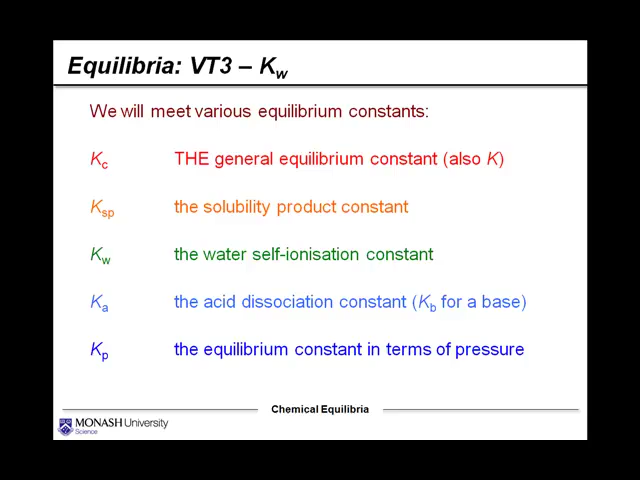 Equilibria: VT3 – Kw
We will meet various equilibrium constants:
Kc THE general equilibrium constant (also K)
Ksp the solubility product constant
Kw the water self-ionisation constant
Ka the acid dissociation constant (Kb for a base)
Kp the equilibrium constant in terms of pressure
Chemical Equilibria
MONASH University
Science